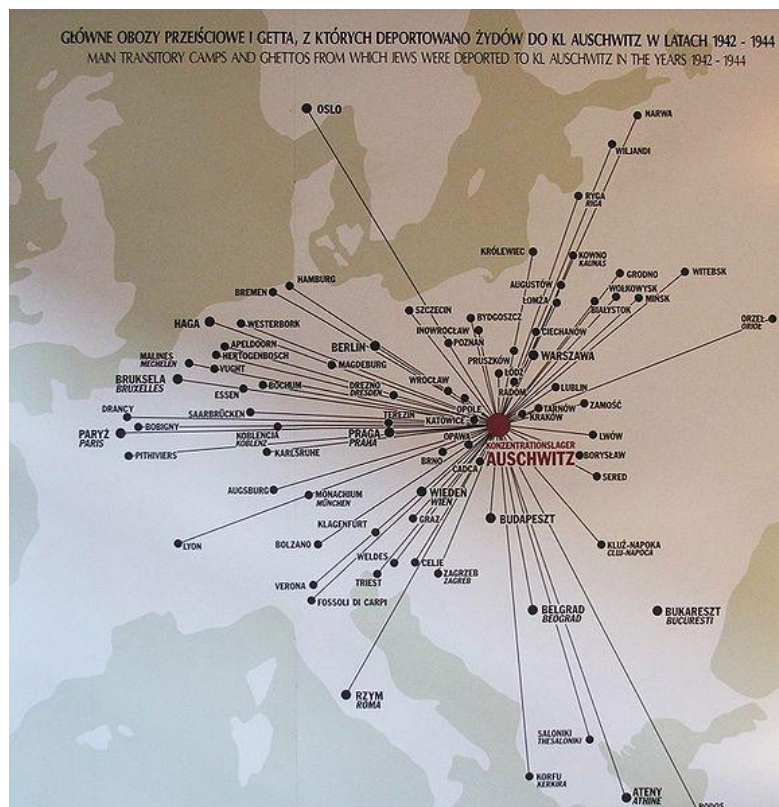 GŁÓWNE OBOZY PRZEJŚCIOWE I GETTA, Z KTÓRYCH DEPORTOWANO ŻYDÓW DO KL AUSCHWITZ W LATACH 1942 - 1944
MAIN TRANSITORY CAMPS AND GHETTOS FROM WHICH JEWS WERE DEPORTED TO KL AUSCHWITZ IN THE YEARS 1942 - 1944
OSLO
NARWA
WILJANDI
RYGA
RIGA
KRÓLEWIEC
KOWNO
KAUNAS
GRODNO
WITEBSK
HAMBURG
BREMEN
AUGUSTÓW
WOŁKOWYSK
MIŃSK
ŁOMŻA
BIAŁYSTOK
SZCZECIN
BYDGOSZCZ
ORZEŁ
ORIOŁ
HAGA
WESTERBORK
INOWROCŁAW
CIECHANÓW
POZNAŃ
APELDOORN
BERLIN
HERTOGENBOSCH
MALINES
MECHELEN
VUGHT
MAGDEBURG
PRUSZKÓW
WARSZAWA
ŁÓDŹ
BRUKSELA
BRUXELLES
BOCHUM
ESSEN
DREZNO
DRESDEN
WROCŁAW
RADOM
LUBLIN
OPOLE
TARNÓW
ZAMOŚĆ
DRANCY
SAARBRÜCKEN
TEREZIN
KATOWICE
KRAKÓW
PARYŻ
PARIS
BOBIGNY
KOBLENCJA
KOBLENZ
PRAGA
PRAHA
OPAWA
LWÓW
KONZENTRATIONSLAGER
AUSCHWITZ
PITHIVIERS
KARLSRUHE
BRNO
CADCA
BORYSŁAW
SERED
AUGSBURG
MONACHIUM
MÜNCHEN
WIEDEN
WIEN
KLAGENFURT
GRAZ
BUDAPESZT
LYON
BOLZANO
KLUŻ-NAPOKA
CLUJ-NAPOCA
WELDES
CELJE
TRIEST
ZAGRZEB
ZAGREB
VERONA
FOSSOLI DI CARPI
BELGRAD
BEOGRAD
BUKARESZT
BUCURESTI
RZYM
ROMA
SALONIKI
THESALONIKI
KORFU
KERKIRA
ATENY
ATHINE
RODOS